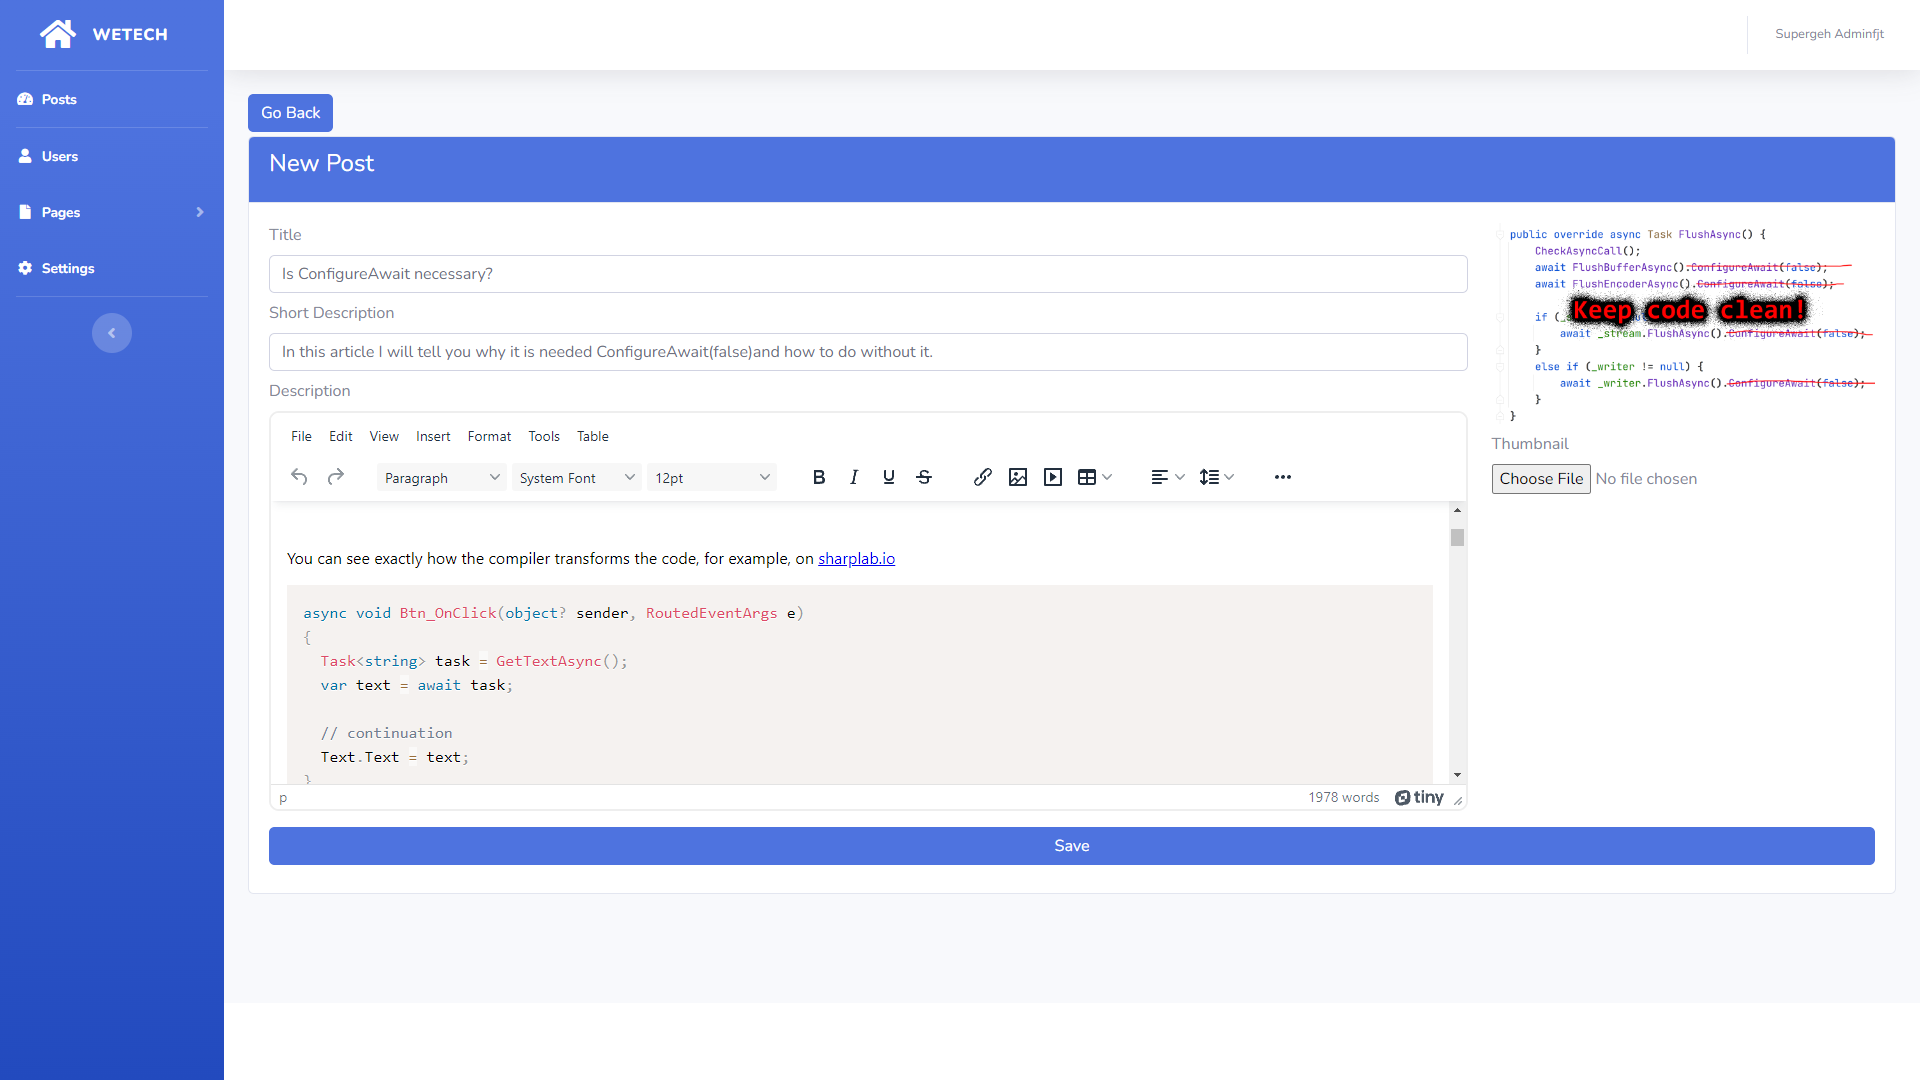 WETECH
Supergeh Adminfjt
Posts
Users
Pages
Settings
Go Back
New Post
Title
Is ConfigureAwait necessary?
Short Description
In this article I will tell you why it is needed ConfigureAwait(false)and how to do without it.
Description
File Edit View Insert Format Tools Table
Paragraph System Font 12pt B I U S
You can see exactly how the compiler transforms the code, for example, on sharplab.io
async void Btn_OnClick(object? sender, RoutedEventArgs e)
{
Task<string> task = GetTextAsync();
var text = await task;
// continuation
Text.Text = text;
}
p
1978 words
tiny
public override async Task FlushAsync() {
CheckAsyncCall();
await FlushBufferAsync().ConfigureAwait(false);
await FlushEncoderAsync().ConfigureAwait(false);
Keep code clean!
if (_
await _stream.FlushAsync().ConfigureAwait(false);
}
else if (_writer != null) {
await _writer.FlushAsync().ConfigureAwait(false);
}
}
Thumbnail
Choose File No file chosen
Save